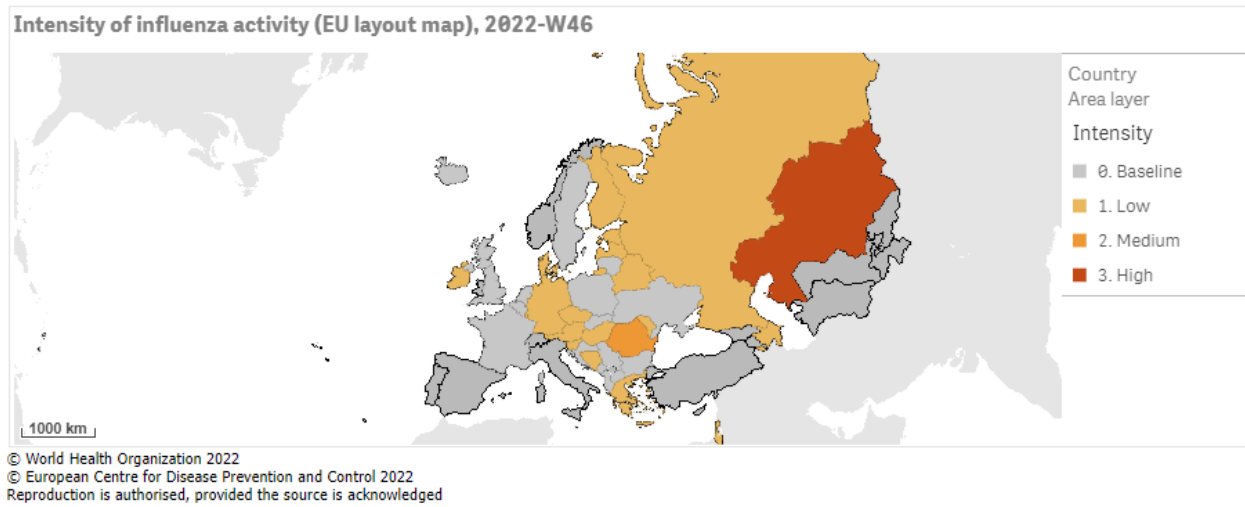 Intensity of influenza activity (EU layout map), 2022-W46
Country
Area layer
Intensity
0. Baseline
1. Low
2. Medium
3. High
1000 km
© World Health Organization 2022
© European Centre for Disease Prevention and Control 2022
Reproduction is authorised, provided the source is acknowledged